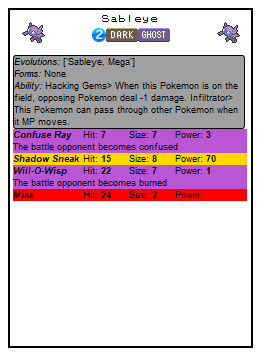 Sableye
2 DARK GHOST
Evolutions: ['Sableye, Mega']
Forms: None
Ability: Hacking Gems> When this Pokemon is on the
field, opposing Pokemon deal -1 damage. Infiltrator>
This Pokemon can pass through other Pokemon when
it MP moves.
Confuse Ray Hit: 7 Size: 7 Power: 3
The battle opponent becomes confused
Shadow Sneak Hit: 15 Size: 8 Power: 70
Will-O-Wisp Hit: 22 Size: 7 Power: 1
The battle opponent becomes burned
Miss Hit: 24 Size: 2 Power: